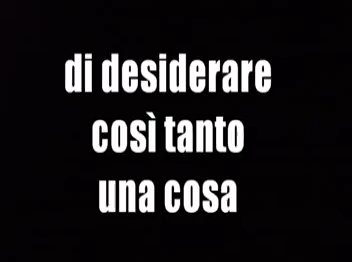 di desiderare
così tanto
una cosa